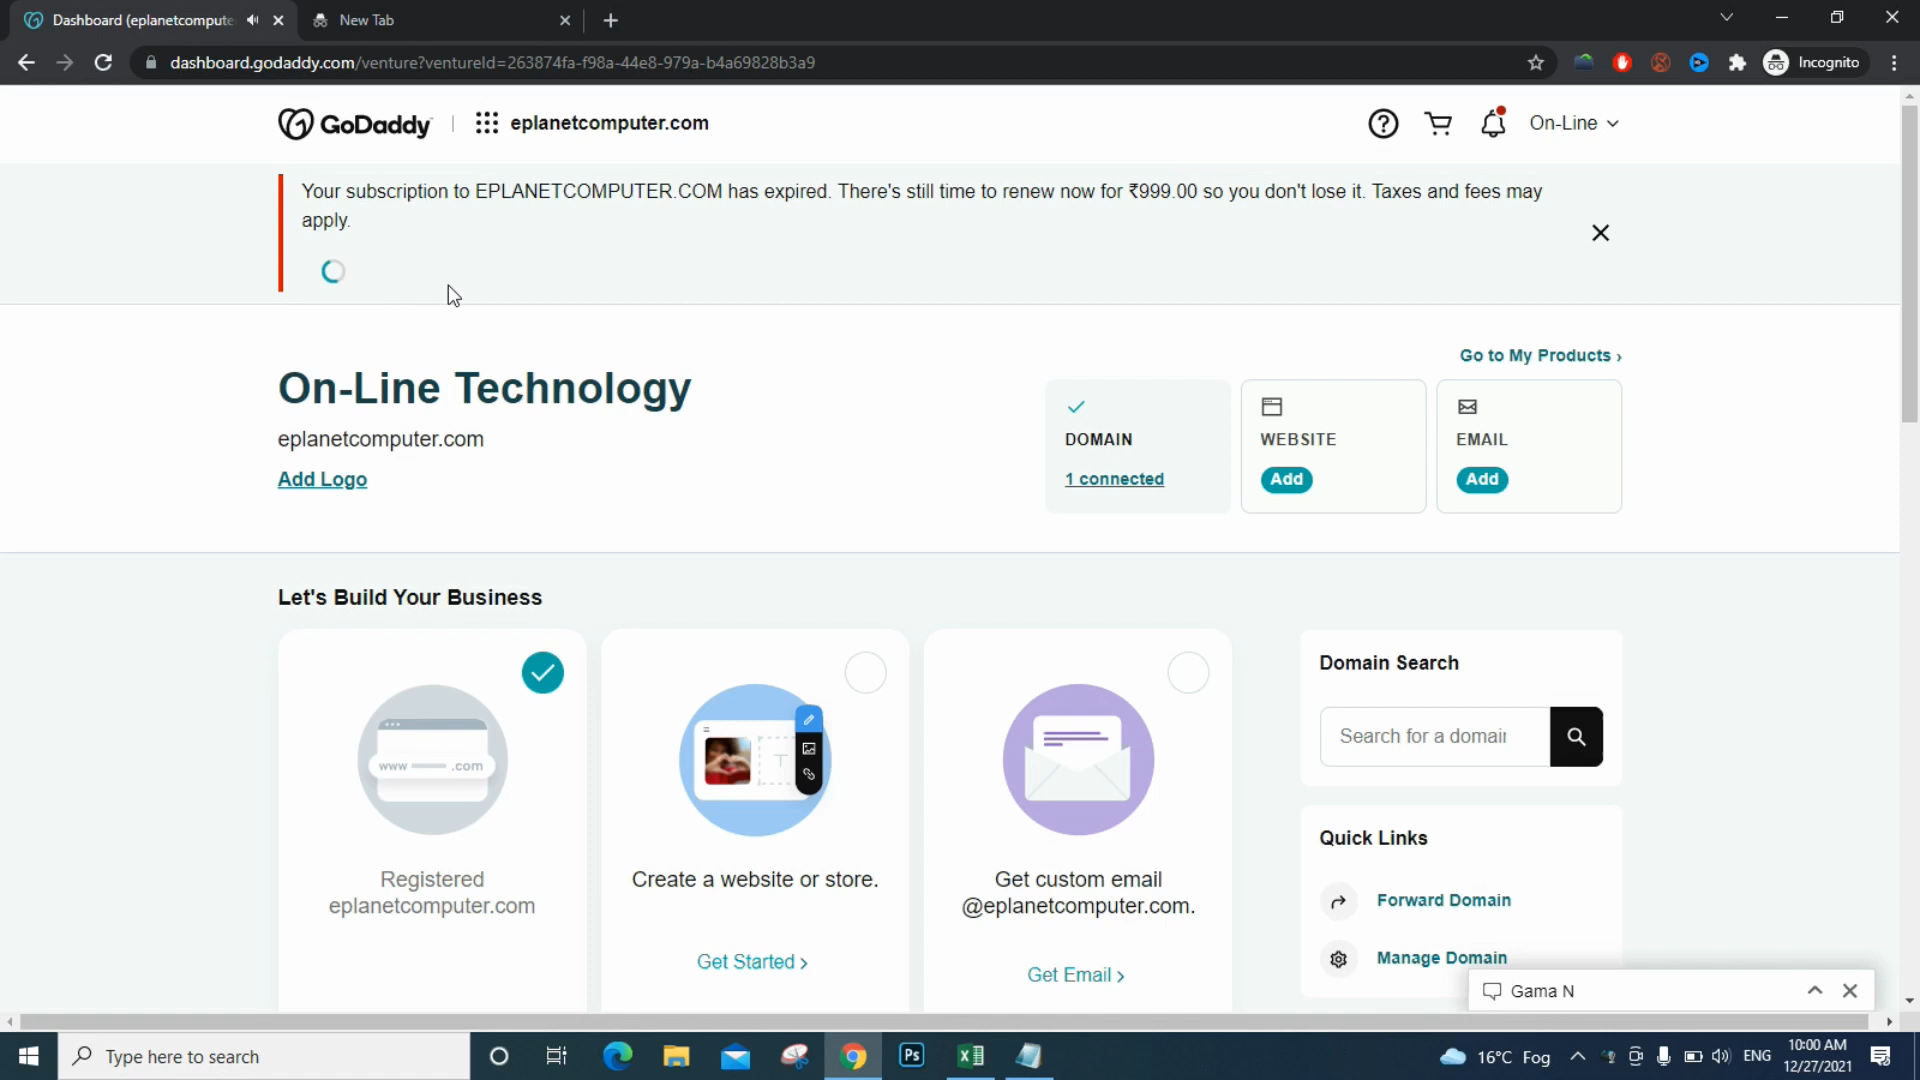 Dashboard (eplanetcompute
New Tab
dashboard.godaddy.com/venture?ventureId=263874fa-f98a-44e8-979a-b4a69828b3a9
Incognito
GoDaddy
eplanetcomputer.com
On-Line
Your subscription to EPLANETCOMPUTER.COM has expired. There's still time to renew now for ₹999.00 so you don't lose it. Taxes and fees may
apply.
Go to My Products ›
On-Line Technology
eplanetcomputer.com
Add Logo
DOMAIN
1 connected
WEBSITE
Add
EMAIL
Add
Let's Build Your Business
www .com
Registered
eplanetcomputer.com
T
Create a website or store.
Get Started ›
Get custom email
@eplanetcomputer.com.
Get Email ›
Domain Search
Search for a domain
Quick Links
Forward Domain
Manage Domain
Gama N
Type here to search
Ps
16°C Fog
ENG
10:00 AM
12/27/2021